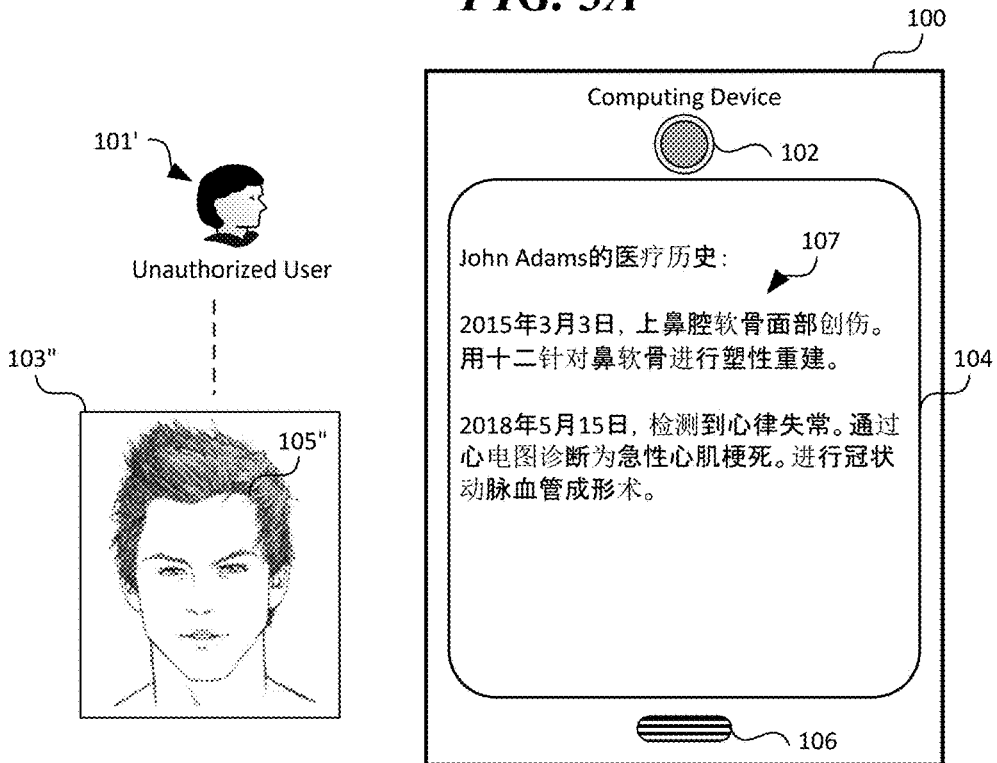 FIG. 3A
100
Computing Device
101'
102
Unauthorized User
John Adams的医疗历史:
107
2015年3月3日, 上鼻腔软骨面部创伤。
用十二针对鼻软骨进行塑性重建。
103"
104
105"
2018年5月15日, 检测到心律失常。通过
心电图诊断为急性心肌梗死。进行冠状
动脉血管成形术。
106